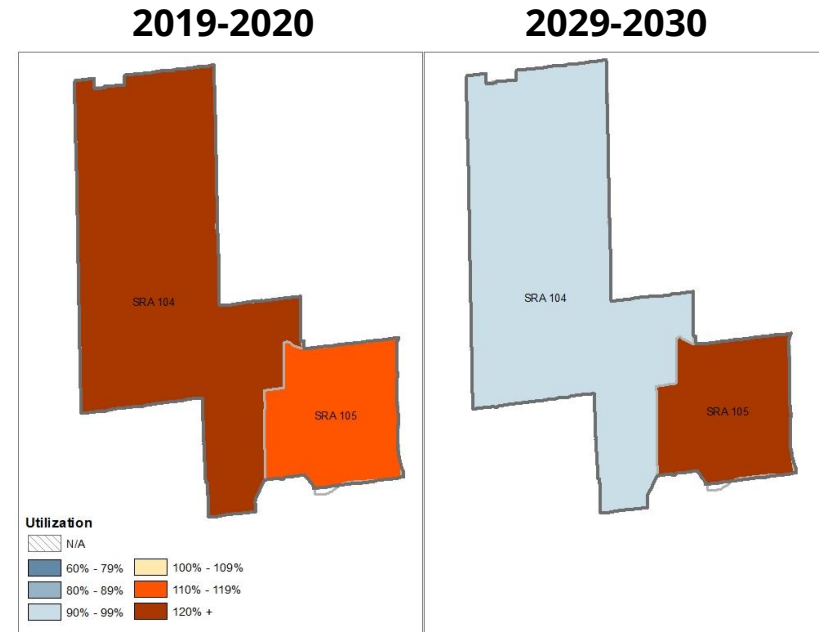 2019-2020
2029-2030
SRA 104
SRA 105
SRA 104
SRA 105
Utilization
N/A
60% - 79%
100% - 109%
80% - 89%
110% - 119%
90% - 99%
120% +